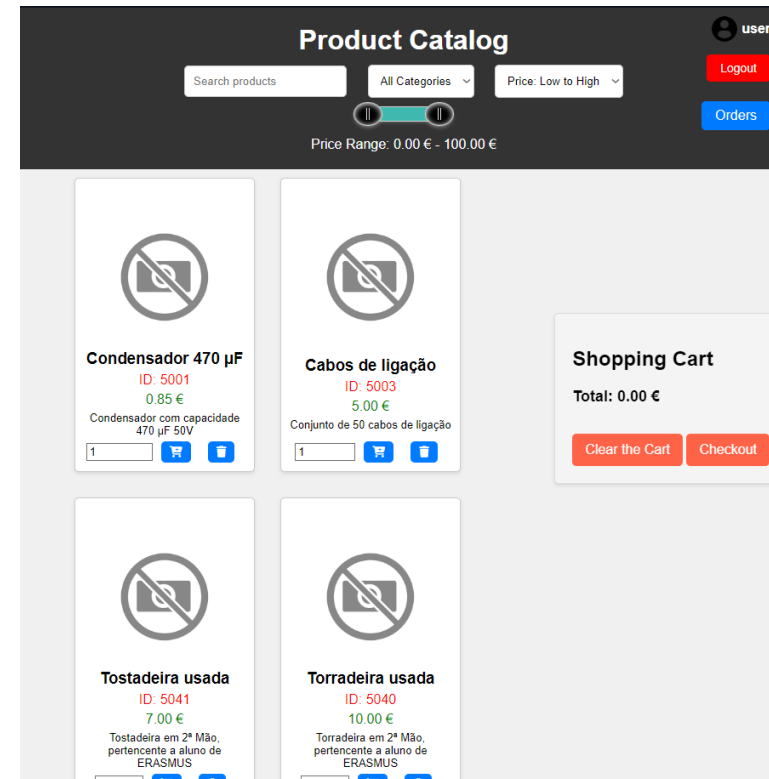 Product Catalog
user
Logout
Search products
All Categories
Price: Low to High
Orders
Price Range: 0.00 € - 100.00 €
Condensador 470 µF
ID: 5001
0.85 €
Condensador com capacidade
470 µF 50V
1
Cabos de ligação
ID: 5003
5.00 €
Conjunto de 50 cabos de ligação
1
Shopping Cart
Total: 0.00 €
Clear the Cart
Checkout
Tostadeira usada
ID: 5041
7.00 €
Tostadeira em 2ª Mão,
pertencente a aluno de
ERASMUS
Torradeira usada
ID: 5040
10.00 €
Torradeira em 2ª Mão,
pertencente a aluno de
ERASMUS